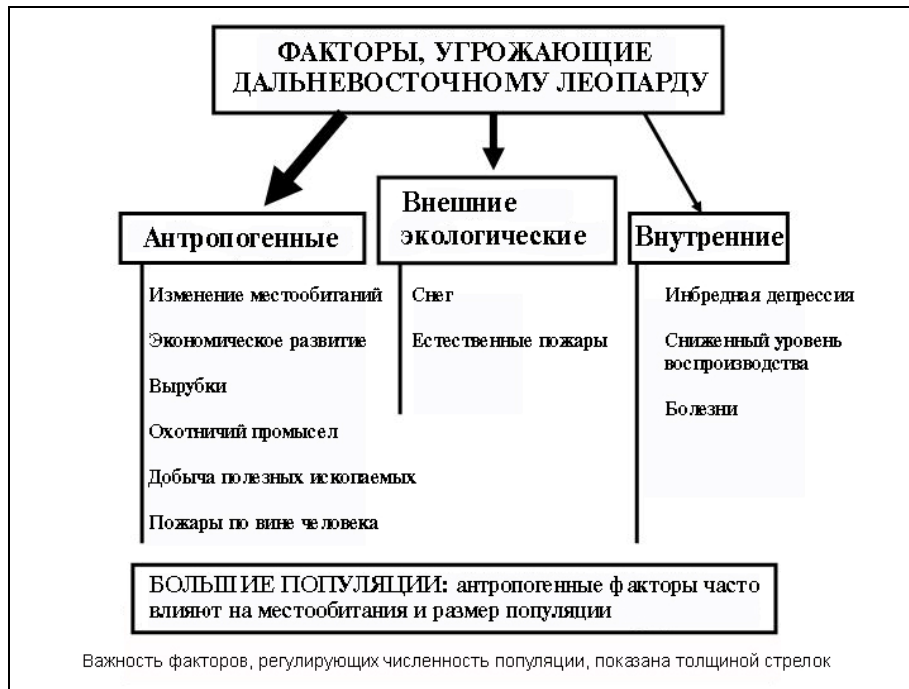 ФАКТОРЫ, УГРОЖАЮЩИЕ
ДАЛЬНЕВОСТОЧНОМУ ЛЕОПАРДУ
Антропогенные
Изменение местообитаний
Экономическое развитие
Вырубки
Охотничий промысел
Добыча полезных ископаемых
Пожары по вине человека
Внешние
экологические
Снег
Естественные пожары
Внутренние
Инбредная депрессия
Сниженный уровень
воспроизводства
Болезни
БОЛЬШИЕ ПОПУЛЯЦИИ: антропогенные факторы часто
влияют на местообитания и размер популяции
Важность факторов, регулирующих численность популяции, показана толщиной стрелок